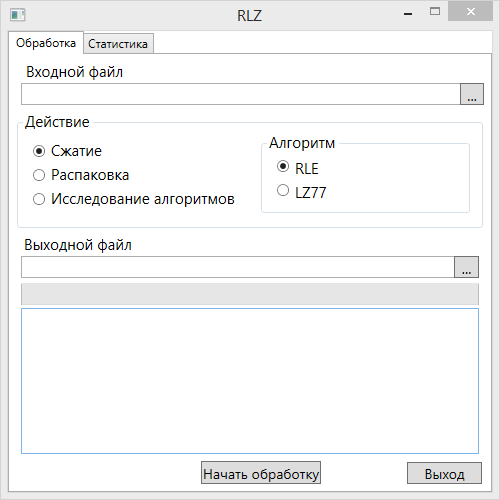 RLZ
Обработка Статистика
Входной файл
...
Действие
Сжатие
Распаковка
Исследование алгоритмов
Алгоритм
RLE
LZ77
Выходной файл
...
Начать обработку Выход